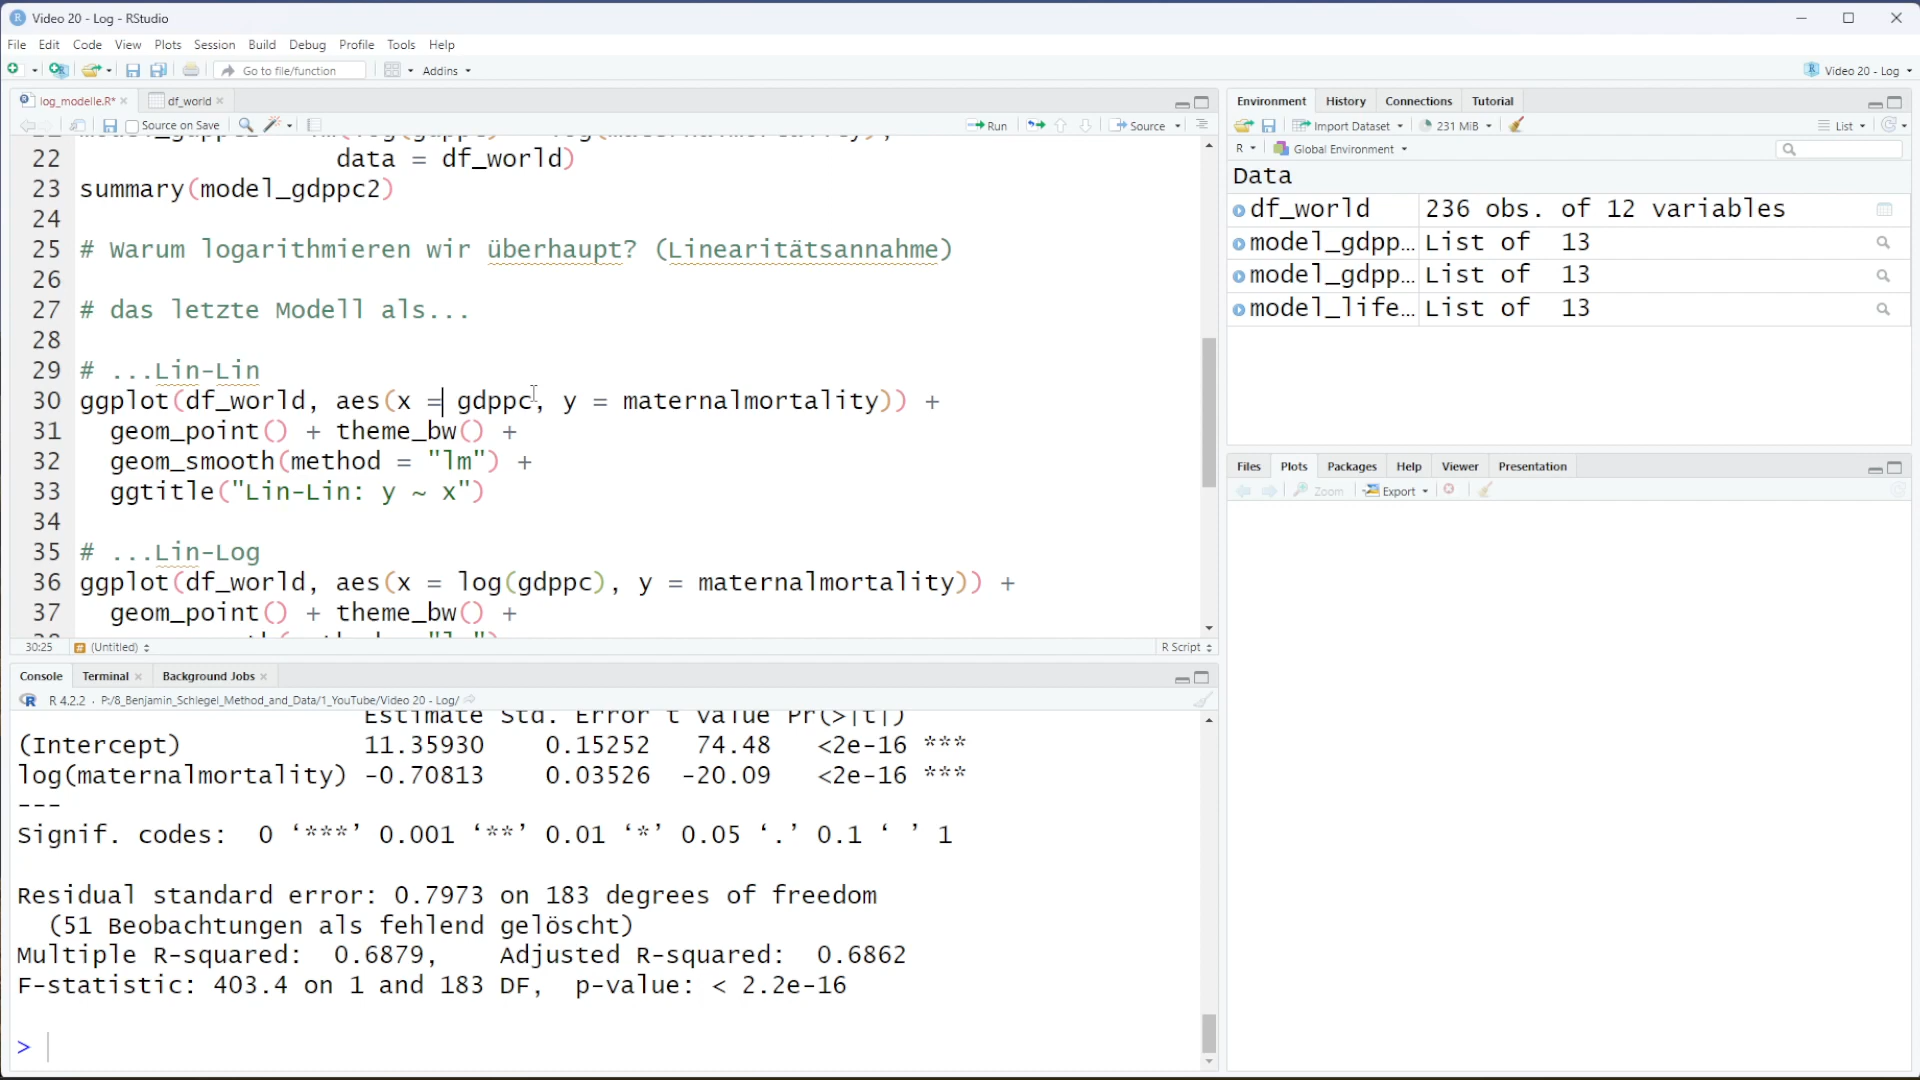 Video 20 - Log - RStudio
File Edit Code View Plots Session Build Debug Profile Tools Help
Go to file/function Addins Video 20 - Log
log_modelle.R* df_world
Source on Save Run Source
22 data = df_world)
23 summary(model_gdppc2)
24
25 # Warum logarithmieren wir überhaupt? (Linearitätsannahme)
26
27 # das letzte Modell als...
28
29 # ...Lin-Lin
30 ggplot(df_world, aes(x = gdppc, y = maternalmortality)) +
31 geom_point() + theme_bw() +
32 geom_smooth(method = "lm") +
33 ggtitle("Lin-Lin: y ~ x")
34
35 # ...Lin-Log
36 ggplot(df_world, aes(x = log(gdppc), y = maternalmortality)) +
37 geom_point() + theme_bw() +
30:25 (Untitled) R Script
Console Terminal Background Jobs
R 4.2.2 · P:/8_Benjamin_Schlegel_Method_and_Data/1_YouTube/Video 20 - Log/
Estimate Std. Error t value Pr(>|t|)
(Intercept) 11.35930 0.15252 74.48 <2e-16 ***
log(maternalmortality) -0.70813 0.03526 -20.09 <2e-16 ***
---
Signif. codes: 0 ‘***’ 0.001 ‘**’ 0.01 ‘*’ 0.05 ‘.’ 0.1 ‘ ’ 1
Residual standard error: 0.7973 on 183 degrees of freedom
(51 Beobachtungen als fehlend gelöscht)
Multiple R-squared: 0.6879, Adjusted R-squared: 0.6862
F-statistic: 403.4 on 1 and 183 DF, p-value: < 2.2e-16
>
Environment History Connections Tutorial
Import Dataset 231 MiB List
R Global Environment
Data
df_world 236 obs. of 12 variables
model_gdpp... List of 13
model_gdpp... List of 13
model_life... List of 13
Files Plots Packages Help Viewer Presentation
Zoom Export